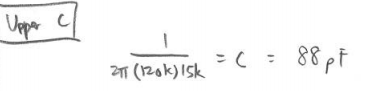 Upper C
1
2π (120k) 15k = C = 88 pF